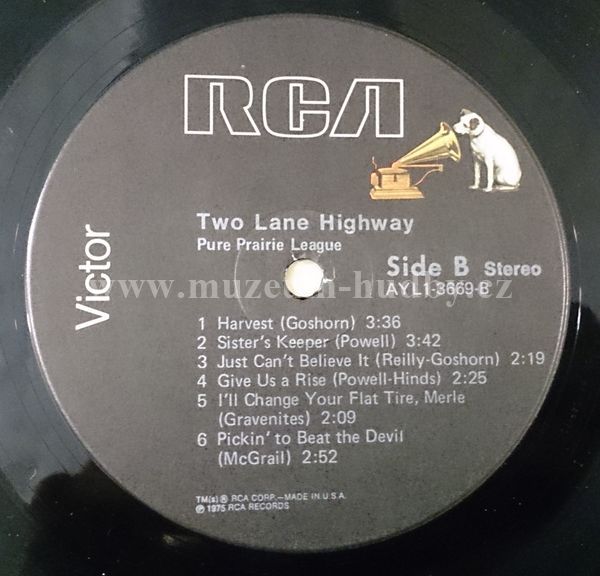 RCA
Victor
Two Lane Highway
Pure Prairie League
Side B Stereo
AYL1-3669-B
www.muzeum-hudby.cz
1 Harvest (Goshorn) 3:36
2 Sister's Keeper (Powell) 3:42
3 Just Can't Believe It (Reilly-Goshorn) 2:19
4 Give Us a Rise (Powell-Hinds) 2:25
5 I'll Change Your Flat Tire, Merle
(Gravenites) 2:09
6 Pickin' to Beat the Devil
(McGrail) 2:52
TM(s) ® RCA CORP.—MADE IN U.S.A.
℗ 1975 RCA RECORDS